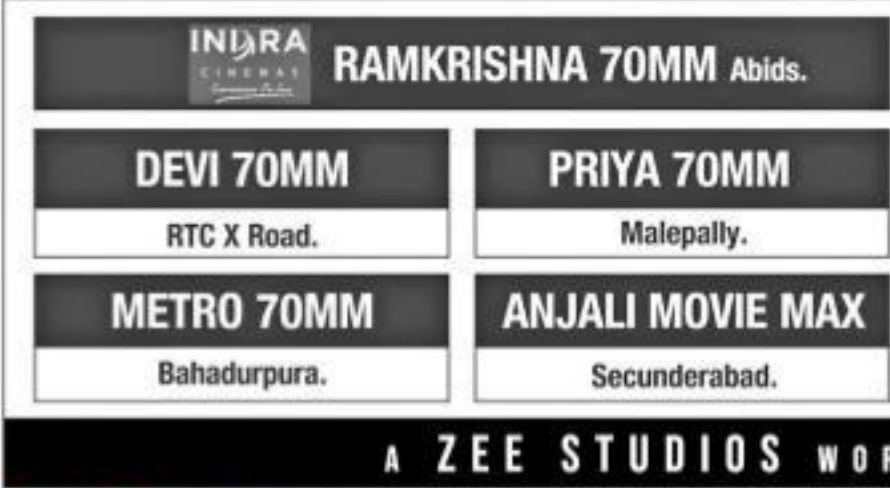 INDRA
CINEMAS
RAMKRISHNA 70MM Abids.
DEVI 70MM
RTC X Road.
PRIYA 70MM
Malepally.
METRO 70MM
Bahadurpura.
ANJALI MOVIE MAX
Secunderabad.
A ZEE STUDIOS WOR